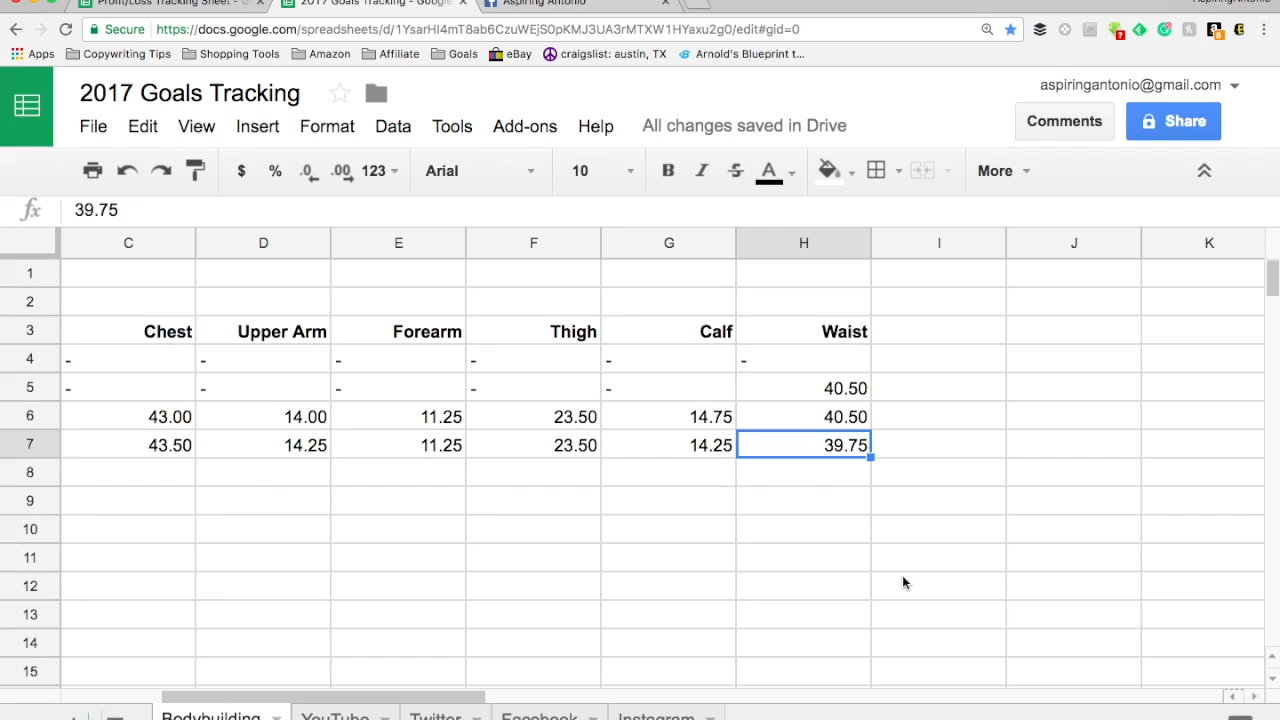 Profit/Loss Tracking Sheet -
2017 Goals Tracking - Google
Aspiring Antonio
AspiringAntonio
Secure https://docs.google.com/spreadsheets/d/
Apps Copywriting Tips Shopping Tools Amazon Affiliate Goals eBay craigslist: austin, TX Arnold's Blueprint t...
2017 Goals Tracking
aspiringantonio@gmail.com
File Edit View Insert Format Data Tools Add-ons Help All changes saved in Drive
Comments Share
$ % .0 .00 123 Arial 10 B I S A More
fx 39.75
C D E F G H I J K
1
2
3 Chest Upper Arm Forearm Thigh Calf Waist
4 - - - - - -
5 - - - - - 40.50
6 43.00 14.00 11.25 23.50 14.75 40.50
7 43.50 14.25 11.25 23.50 14.25 39.75
8
9
10
11
12
13
14
15
Bodybuilding YouTube Twitter Facebook Instagram